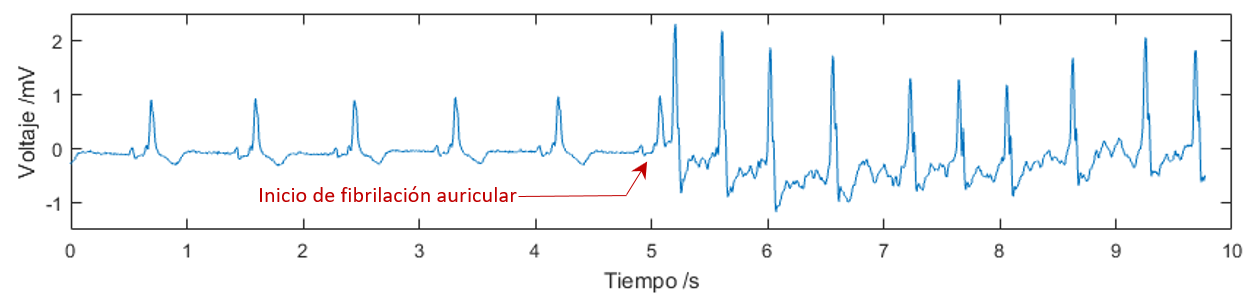 2
1
0
-1
Voltaje /mV
Inicio de fibrilación auricular
0 1 2 3 4 5 6 7 8 9 10
Tiempo /s